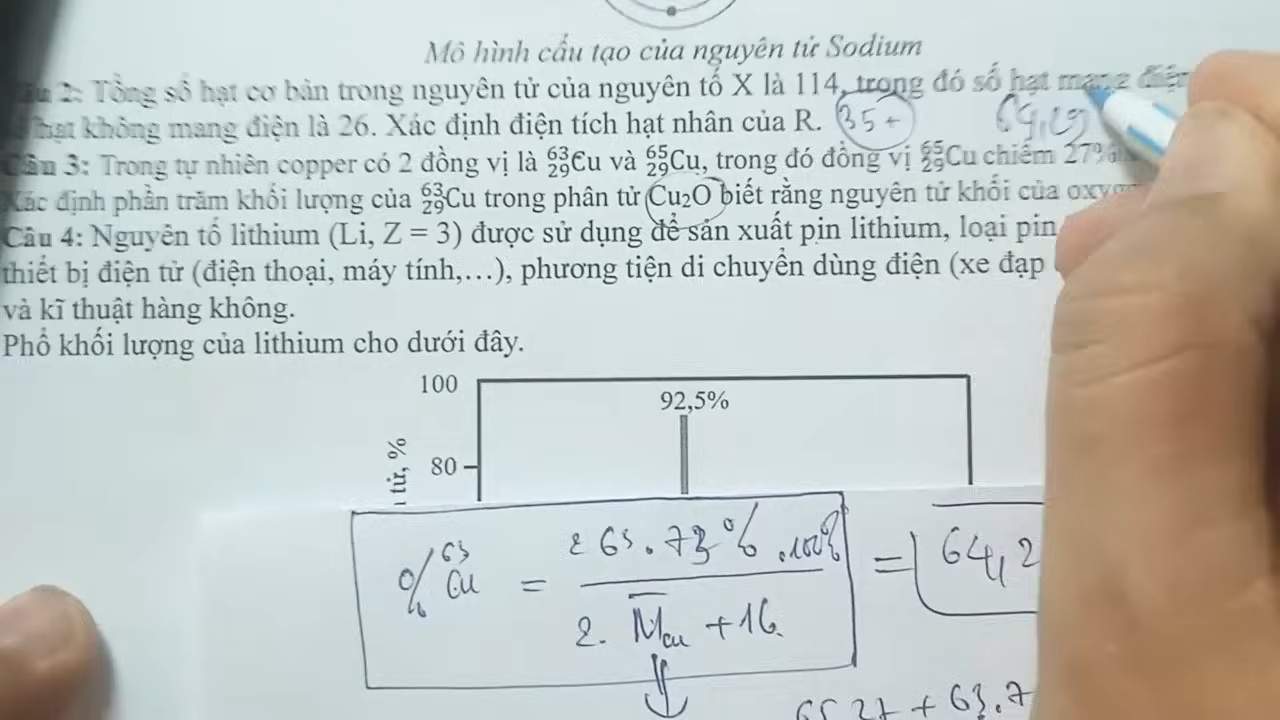 Mô hình cấu tạo của nguyên tử Sodium
2: Tổng số hạt cơ bản trong nguyên tử của nguyên tố X là 114, trong đó số hạt mang điện
hạt không mang điện là 26. Xác định điện tích hạt nhân của R. 35+
Câu 3: Trong tự nhiên copper có 2 đồng vị là ⁶³₂₉Cu và ⁶⁵₂₉Cu, trong đó đồng vị ⁶⁵₂₉Cu chiếm 27%
Xác định phần trăm khối lượng của ⁶³₂₉Cu trong phân tử Cu₂O biết rằng nguyên tử khối của
Câu 4: Nguyên tố lithium (Li, Z = 3) được sử dụng để sản xuất pin lithium, loại pin
thiết bị điện tử (điện thoại, máy tính,…), phương tiện di chuyển dùng điện (xe đạp
và kĩ thuật hàng không.
Phổ khối lượng của lithium cho dưới đây.
100
92,5%
tử, %
80
% ⁶³Cu = 2 63.73%.100% / 2. M̅cu + 16 = 64,2
65.27 + 63.7